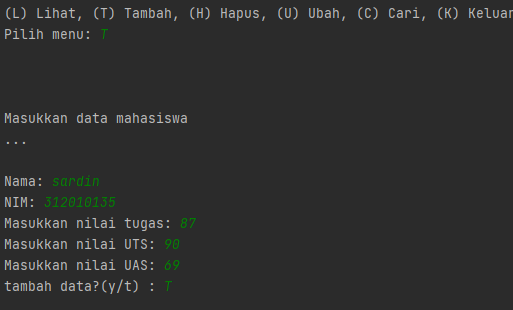 (L) Lihat, (T) Tambah, (H) Hapus, (U) Ubah, (C) Cari, (K) Keluar
Pilih menu: T
Masukkan data mahasiswa
...
Nama: sardin
NIM: 312010135
Masukkan nilai tugas: 87
Masukkan nilai UTS: 90
Masukkan nilai UAS: 69
tambah data?(y/t) : T